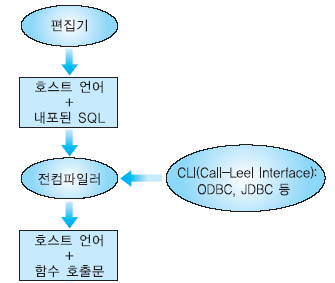 편집기
호스트 언어
+
내포된 SQL
전컴파일러
CLI(Call-Leel Interface):
ODBC, JDBC 등
호스트 언어
+
함수 호출문